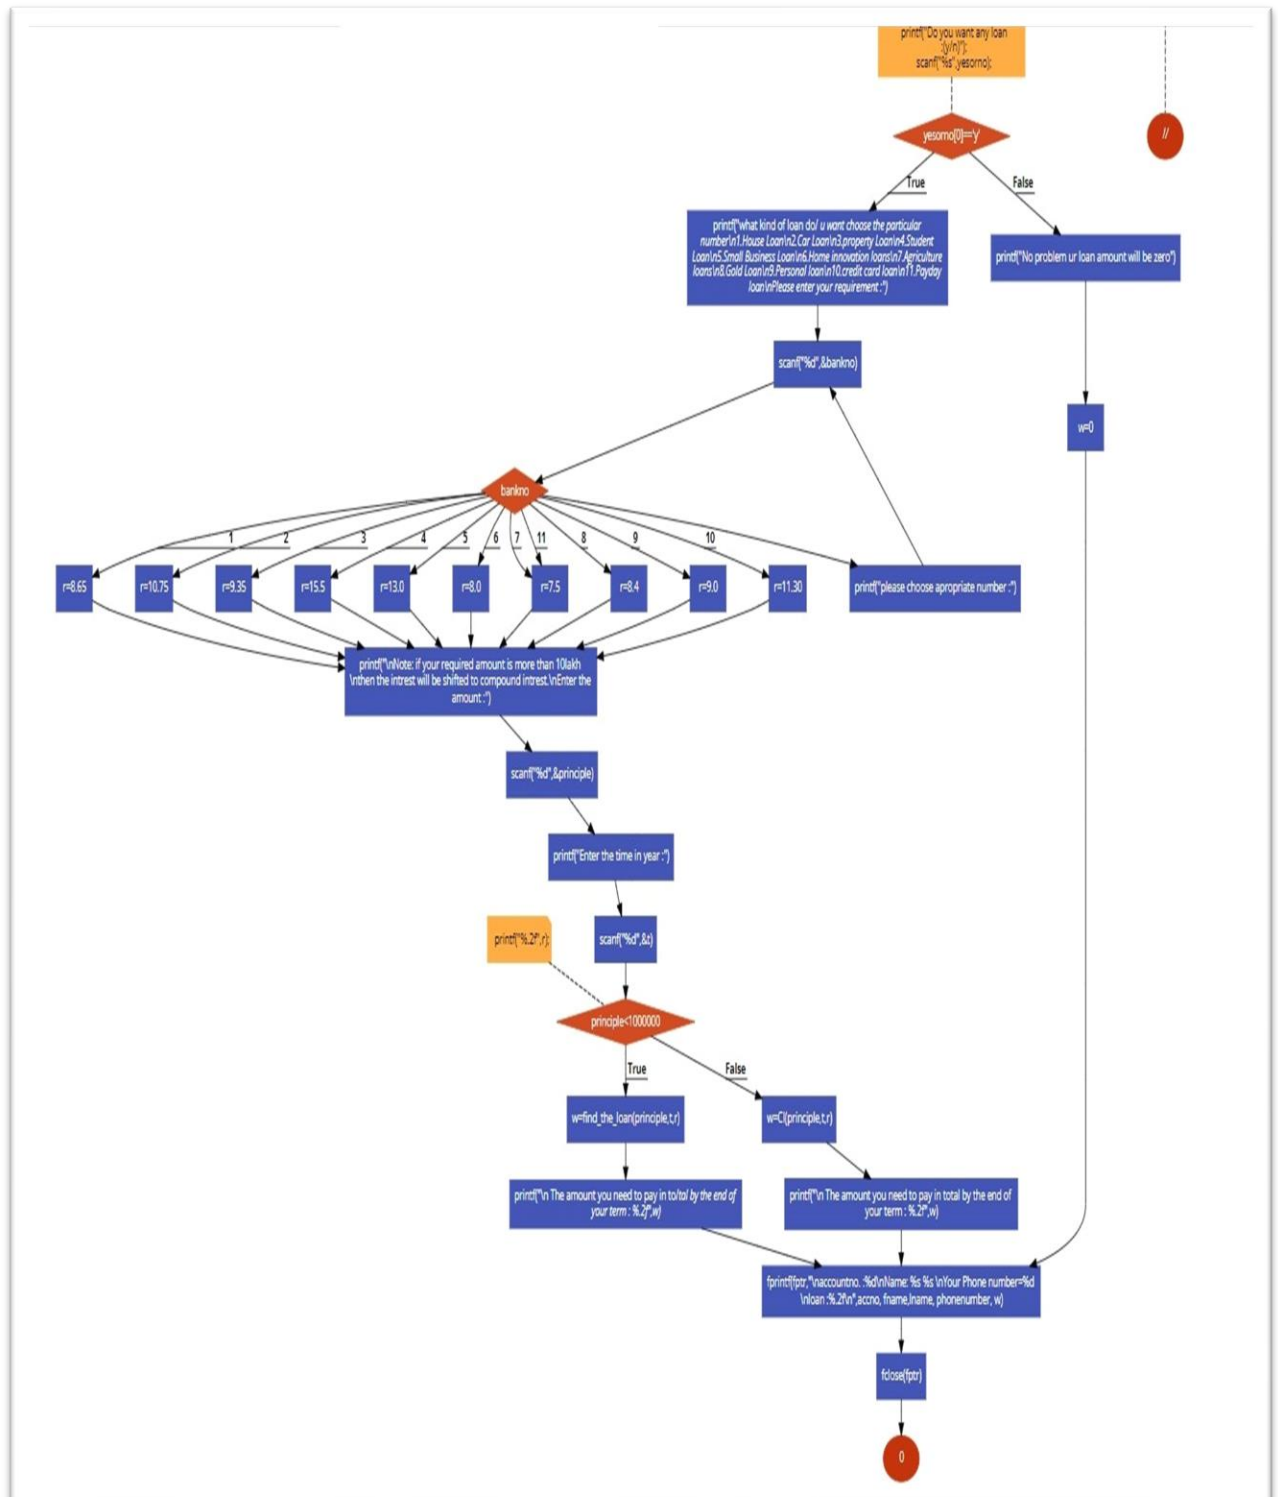 printf("Do you want any loan
:(y/n)");
scanf("%s",yesorno);
yesorno[0]=='y'
//
True
False
printf("what kind of loan do/ u want choose the particular
number\n1.House Loan\n2.Car Loan\n3.property Loan\n4.Student
Loan\n5.Small Business Loan\n6.Home innovation loans\n7.Agriculture
loans\n8.Gold Loan\n9.Personal loan\n10.credit card loan\n11.Payday
loan\nPlease enter your requirement :")
printf("No problem ur loan amount will be zero")
scanf("%d",&bankno)
w=0
bankno
1
2
3
4
5
6
7
11
8
9
10
r=8.65
r=10.75
r=9.35
r=15.5
r=13.0
r=8.0
r=7.5
r=8.4
r=9.0
r=11.30
printf("please choose apropriate number :")
printf("\nNote: if your required amount is more than 10lakh
\nthen the intrest will be shifted to compound intrest.\nEnter the
amount :")
scanf("%d",&principle)
printf("Enter the time in year :")
printf("%.2f",r);
scanf("%d",&t)
principle<1000000
True
False
w=find_the_loan(principle,t,r)
w=CI(principle,t,r)
printf("\n The amount you need to pay in to/tal by the end of
your term : %.2f",w)
printf("\n The amount you need to pay in total by the end of
your term : %.2f",w)
fprintf(fptr,"\naccountno. :%d\nName: %s %s \nYour Phone number=%d
\nloan :%.2f\n",accno, fname,lname, phonenumber, w)
fclose(fptr)
0